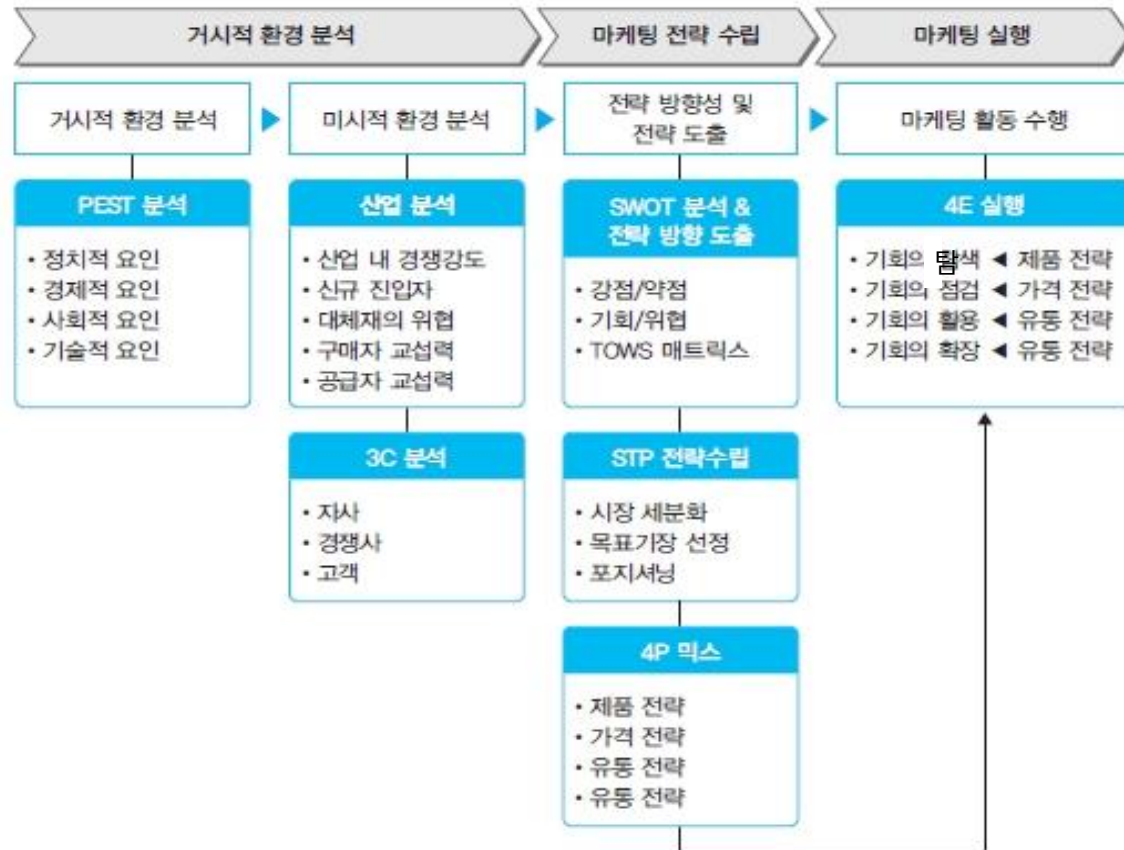 거시적 환경 분석
마케팅 전략 수립
마케팅 실행
거시적 환경 분석
▶
미시적 환경 분석
▶
전략 방향성 및
전략 도출
▶
마케팅 활동 수행
PEST 분석
• 정치적 요인
• 경제적 요인
• 사회적 요인
• 기술적 요인
산업 분석
• 산업 내 경쟁강도
• 신규 진입자
• 대체재의 위협
• 구매자 교섭력
• 공급자 교섭력
3C 분석
• 자사
• 경쟁사
• 고객
SWOT 분석 &
전략 방향 도출
• 강점/약점
• 기회/위협
• TOWS 매트릭스
STP 전략수립
• 시장 세분화
• 목표기장 선정
• 포지셔닝
4P 믹스
• 제품 전략
• 가격 전략
• 유통 전략
• 유통 전략
4E 실행
• 기회의 탐색 ◀ 제품 전략
• 기회의 점검 ◀ 가격 전략
• 기회의 활용 ◀ 유통 전략
• 기회의 확장 ◀ 유통 전략